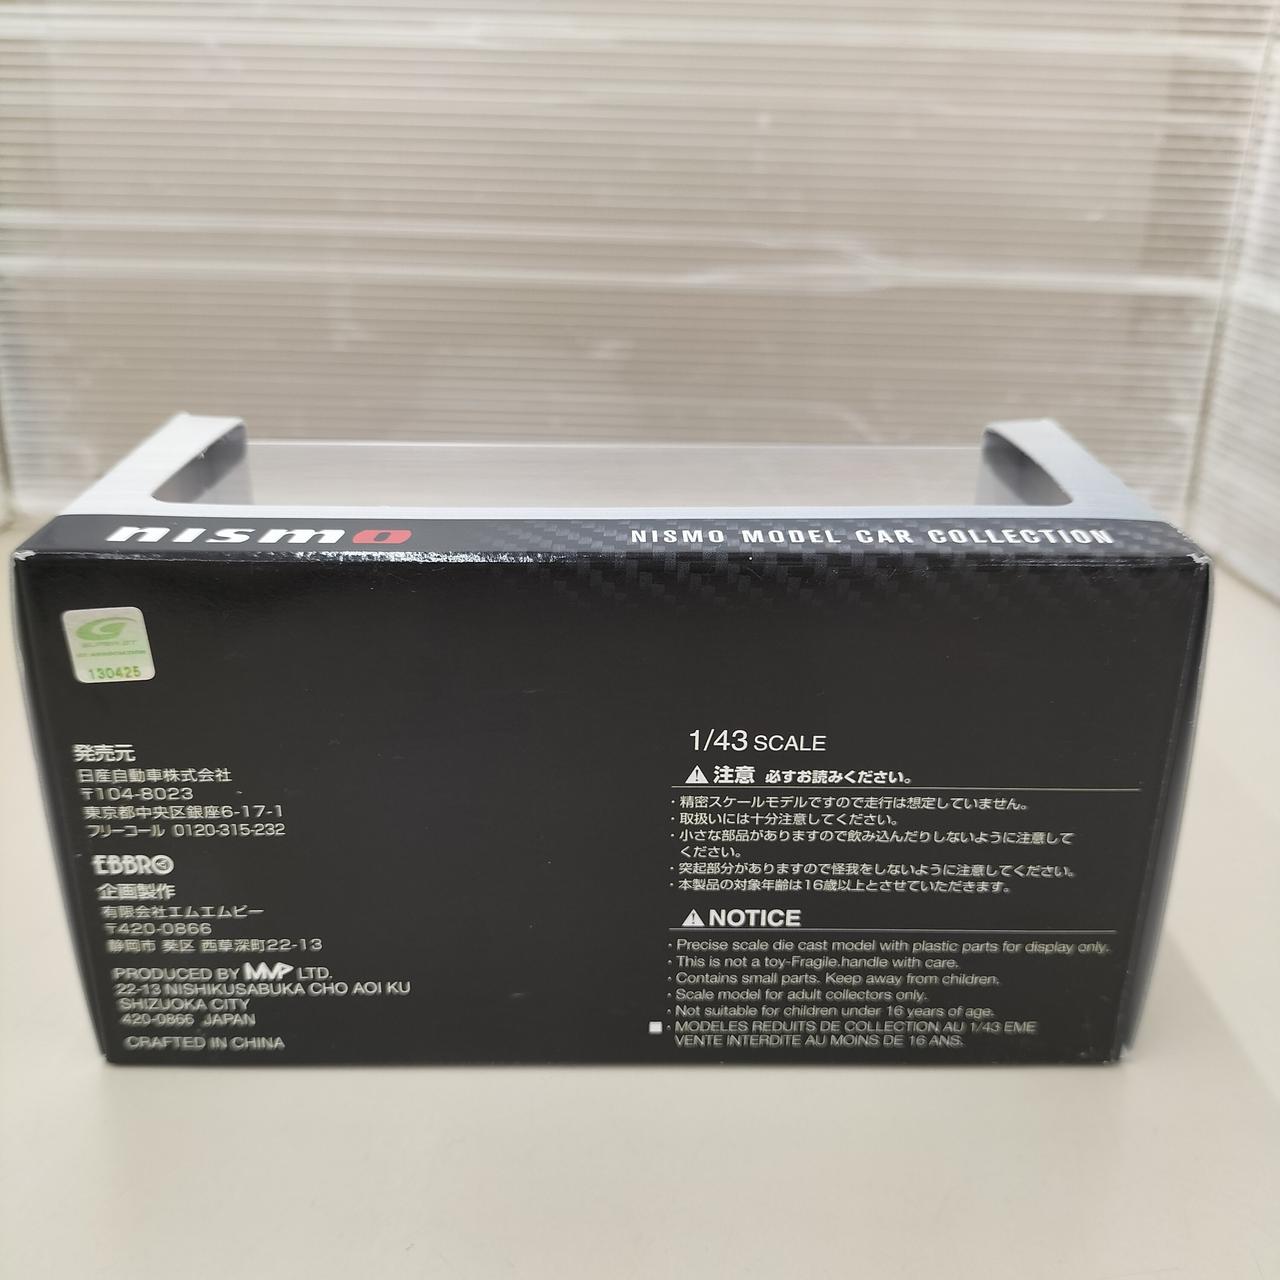 nismo
NISMO MODEL CAR COLLECTION
SUPER GT
GT ASSOCIATION
130425
発売元
日産自動車株式会社
〒104-8023
東京都中央区銀座6-17-1
フリーコール 0120-315-232
EBBRO
企画製作
有限会社エムエムピー
〒420-0866
静岡市 葵区 西草深町22-13
PRODUCED BY MMP LTD.
22-13 NISHIKUSABUKA CHO AOI KU
SHIZUOKA CITY
420-0866 JAPAN
CRAFTED IN CHINA
1/43 SCALE
注意 必ずお読みください。
・精密スケールモデルですので走行は想定していません。
・取扱いには十分注意してください。
・小さな部品がありますので飲み込んだりしないように注意して
ください。
・突起部分がありますので怪我をしないように注意してください。
・本製品の対象年齢は16歳以上とさせていただきます。
NOTICE
・Precise scale die cast model with plastic parts for display only.
・This is not a toy-Fragile.handle with care.
・Contains small parts. Keep away from children.
・Scale model for adult collectors only.
・Not suitable for children under 16 years of age.
・MODELES REDUITS DE COLLECTION AU 1/43 EME
VENTE INTERDITE AU MOINS DE 16 ANS.